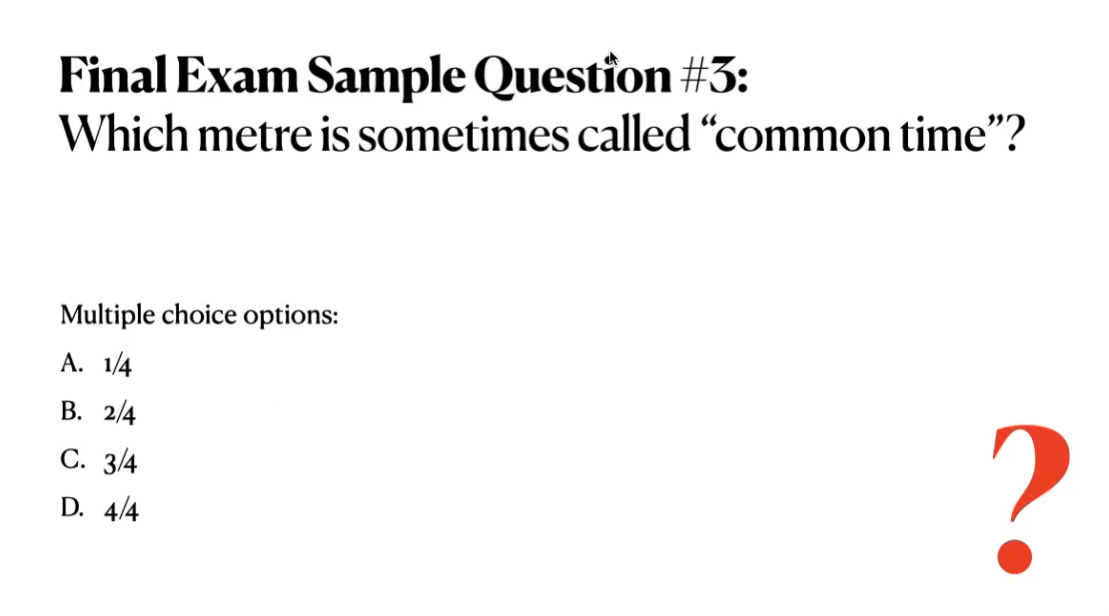 Final Exam Sample Question #3:
Which metre is sometimes called “common time”?
Multiple choice options:
A. 1/4
B. 2/4
C. 3/4
D. 4/4
?